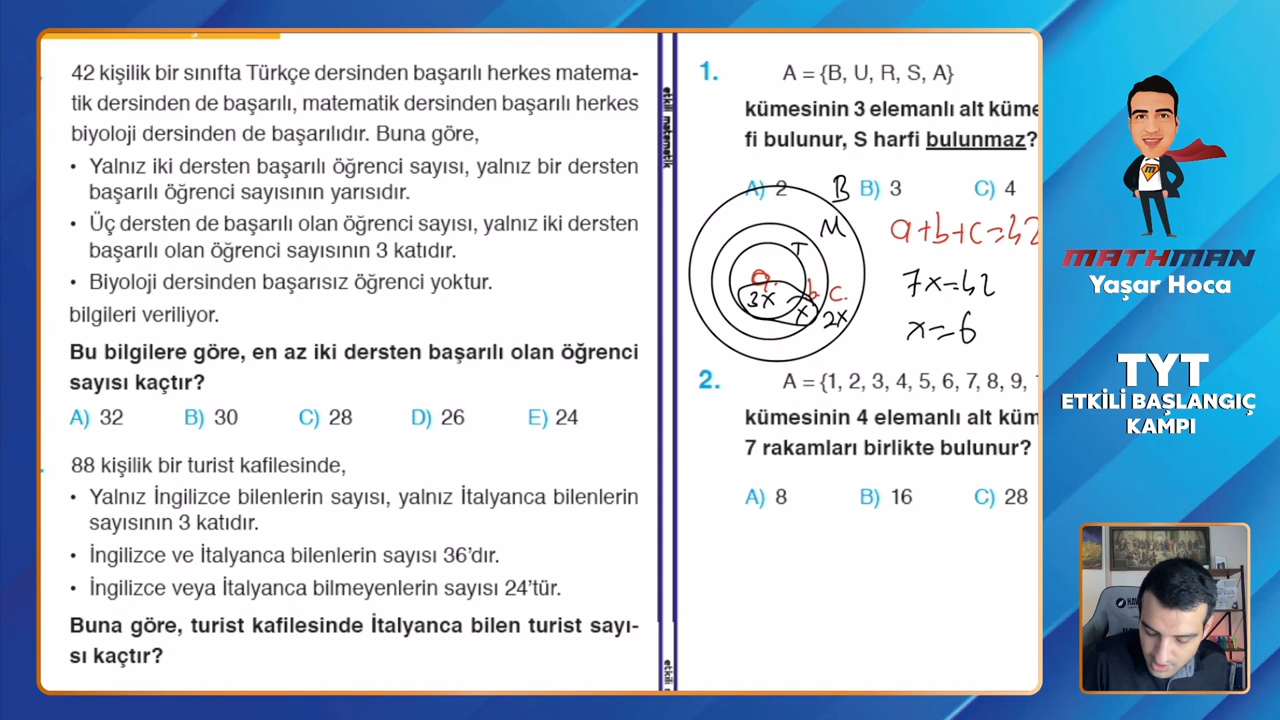 42 kişilik bir sınıfta Türkçe dersinden başarılı herkes matema-
tik dersinden de başarılı, matematik dersinden başarılı herkes
biyoloji dersinden de başarılıdır. Buna göre,
• Yalnız iki dersten başarılı öğrenci sayısı, yalnız bir dersten
başarılı öğrenci sayısının yarısıdır.
• Üç dersten de başarılı olan öğrenci sayısı, yalnız iki dersten
başarılı olan öğrenci sayısının 3 katıdır.
• Biyoloji dersinden başarısız öğrenci yoktur.
bilgileri veriliyor.
Bu bilgilere göre, en az iki dersten başarılı olan öğrenci
sayısı kaçtır?
A) 32 B) 30 C) 28 D) 26 E) 24
88 kişilik bir turist kafilesinde,
• Yalnız İngilizce bilenlerin sayısı, yalnız İtalyanca bilenlerin
sayısının 3 katıdır.
• İngilizce ve İtalyanca bilenlerin sayısı 36'dır.
• İngilizce veya İtalyanca bilmeyenlerin sayısı 24'tür.
Buna göre, turist kafilesinde İtalyanca bilen turist sayı-
sı kaçtır?
etkili matematik
etkili
1. A = {B, U, R, S, A}
kümesinin 3 elemanlı alt küme
fi bulunur, S harfi bulunmaz?
A) 2 B) 3 C) 4
B
M
T
a
b
c.
3x
x
2x
a+b+c=42
7x=42
x=6
2. A = {1, 2, 3, 4, 5, 6, 7, 8, 9,
kümesinin 4 elemanlı alt küm
7 rakamları birlikte bulunur?
A) 8 B) 16 C) 28
M
MATHMAN
Yaşar Hoca
TYT
ETKİLİ BAŞLANGIÇ
KAMPI